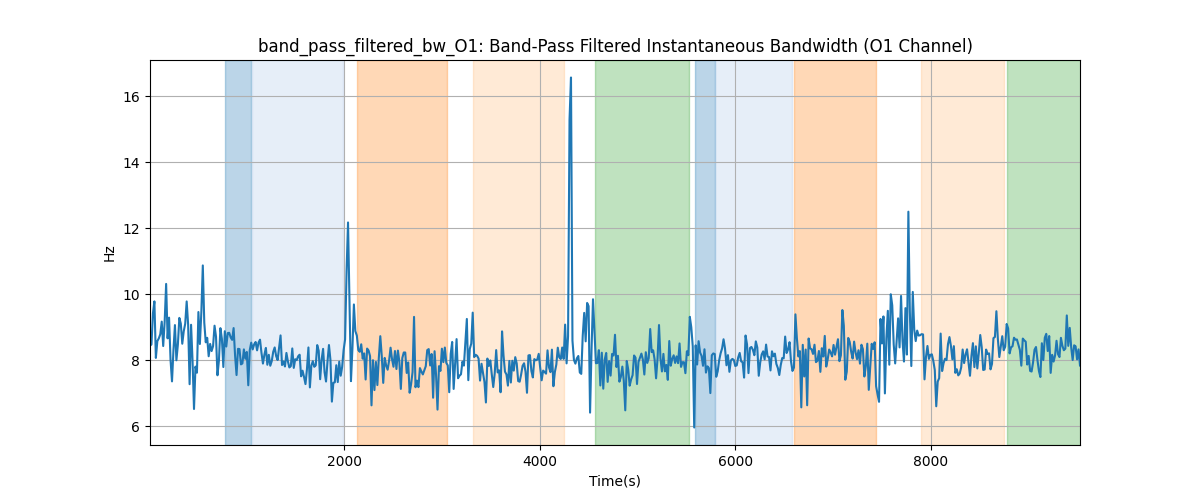 band_pass_filtered_bw_O1: Band-Pass Filtered Instantaneous Bandwidth (O1 Channel)
16
14
12
10
8
6
Hz
2000 4000 6000 8000
Time(s)